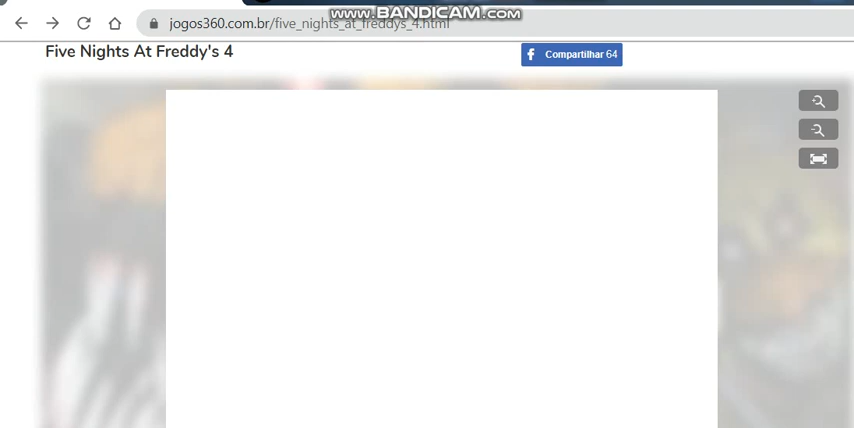 www.BANDICAM.com
jogos360.com.br/five_nights_at_freddys_4.html
Five Nights At Freddy's 4
Compartilhar 64